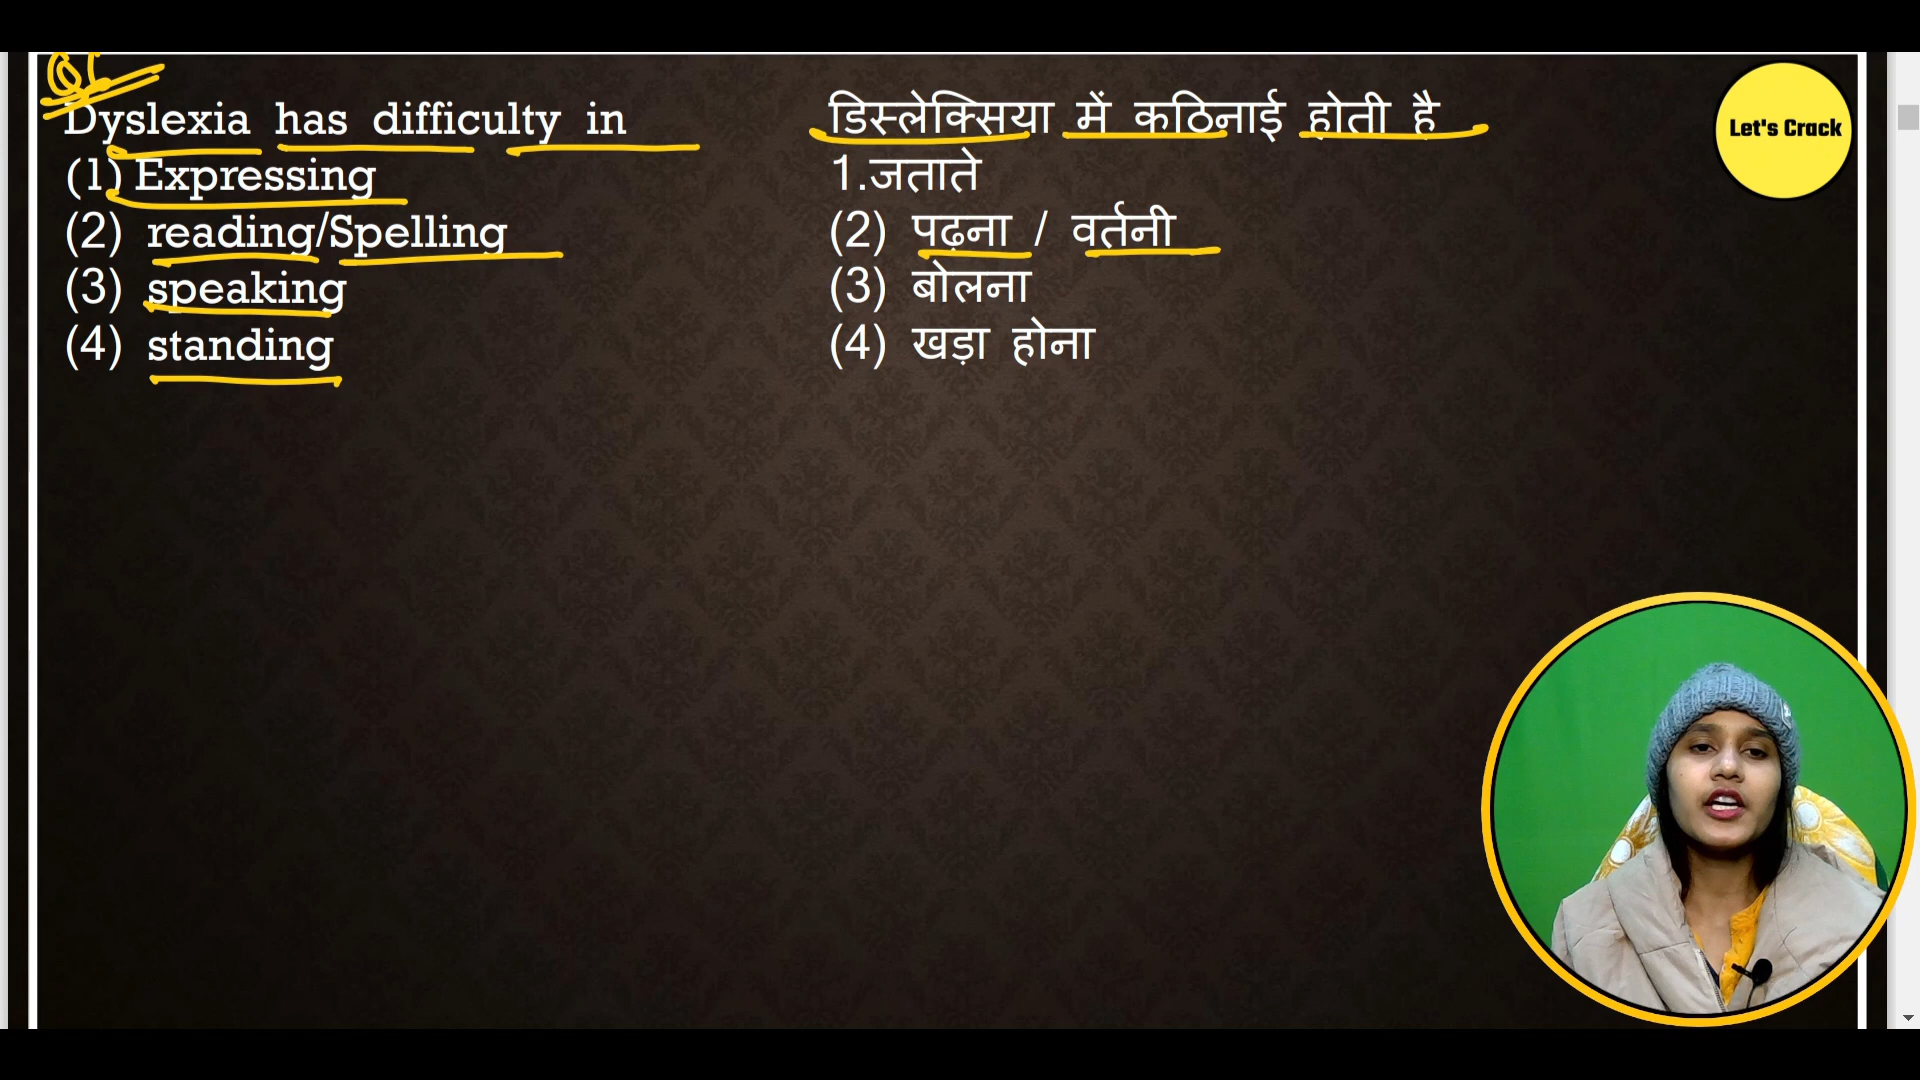 Q1
Dyslexia has difficulty in
(1) Expressing
(2) reading/Spelling
(3) speaking
(4) standing
डिस्लेक्सिया में कठिनाई होती है
1.जताते
(2) पढ़ना / वर्तनी
(3) बोलना
(4) खड़ा होना
Let's Crack